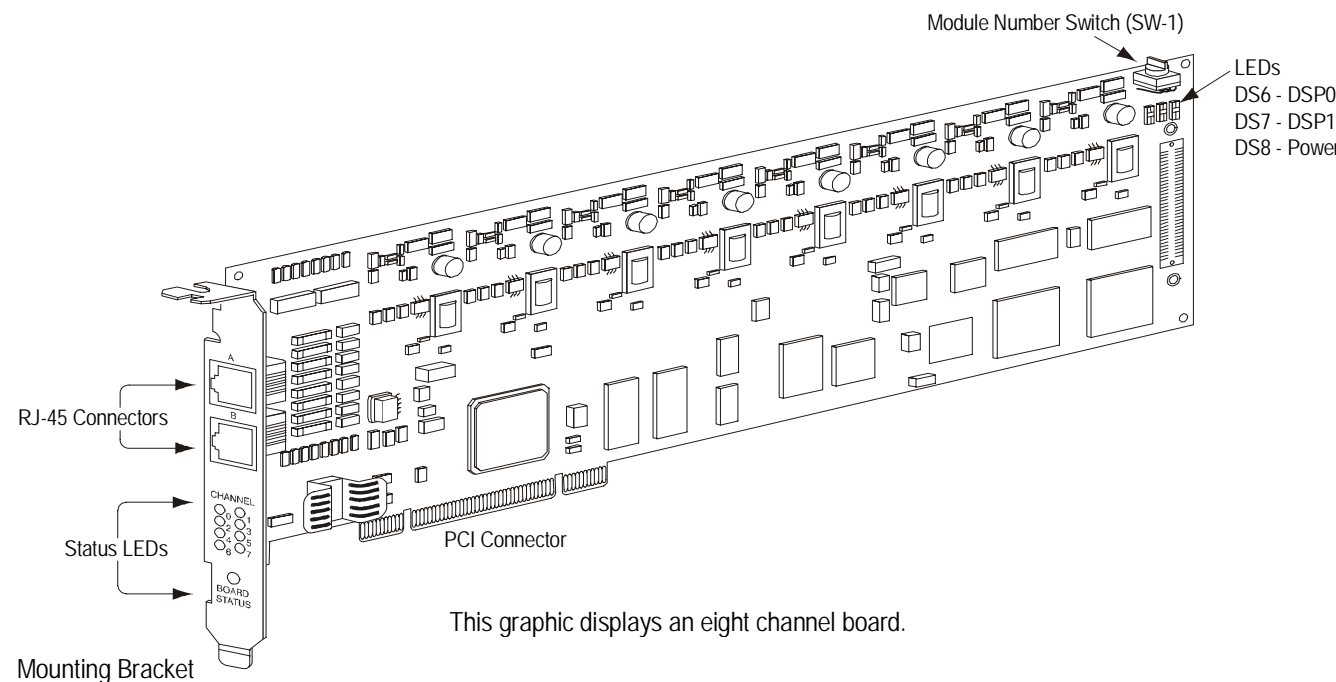 Module Number Switch (SW-1)
LEDs
DS6 - DSP0
DS7 - DSP1
DS8 - Power
A
RJ-45 Connectors
B
CHANNEL
0 1
2 3
4 5
6 7
Status LEDs
BOARD
STATUS
PCI Connector
This graphic displays an eight channel board.
Mounting Bracket